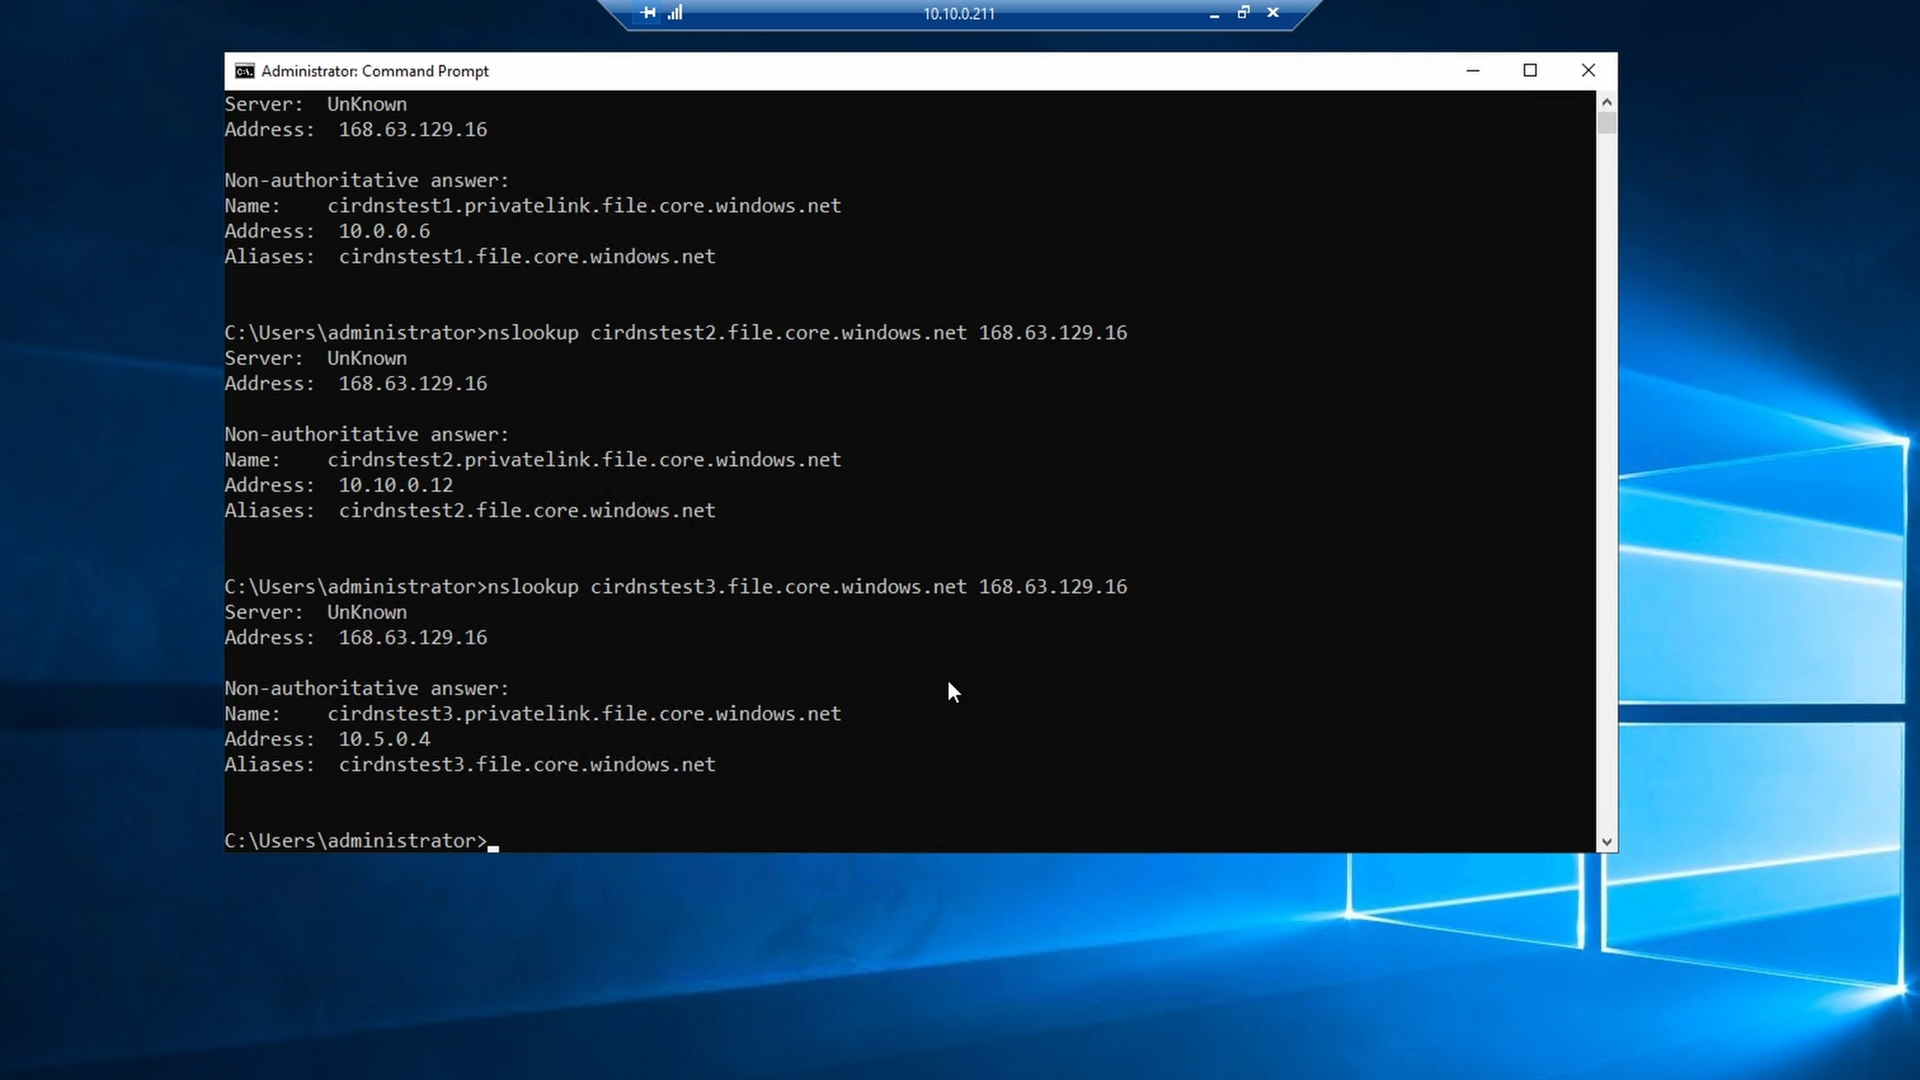 10.10.0.211
Administrator: Command Prompt
Server:  UnKnown
Address:  168.63.129.16
Non-authoritative answer:
Name:    cirdnstest1.privatelink.file.core.windows.net
Address:  10.0.0.6
Aliases:  cirdnstest1.file.core.windows.net
C:\Users\administrator>nslookup cirdnstest2.file.core.windows.net 168.63.129.16
Server:  UnKnown
Address:  168.63.129.16
Non-authoritative answer:
Name:    cirdnstest2.privatelink.file.core.windows.net
Address:  10.10.0.12
Aliases:  cirdnstest2.file.core.windows.net
C:\Users\administrator>nslookup cirdnstest3.file.core.windows.net 168.63.129.16
Server:  UnKnown
Address:  168.63.129.16
Non-authoritative answer:
Name:    cirdnstest3.privatelink.file.core.windows.net
Address:  10.5.0.4
Aliases:  cirdnstest3.file.core.windows.net
C:\Users\administrator>